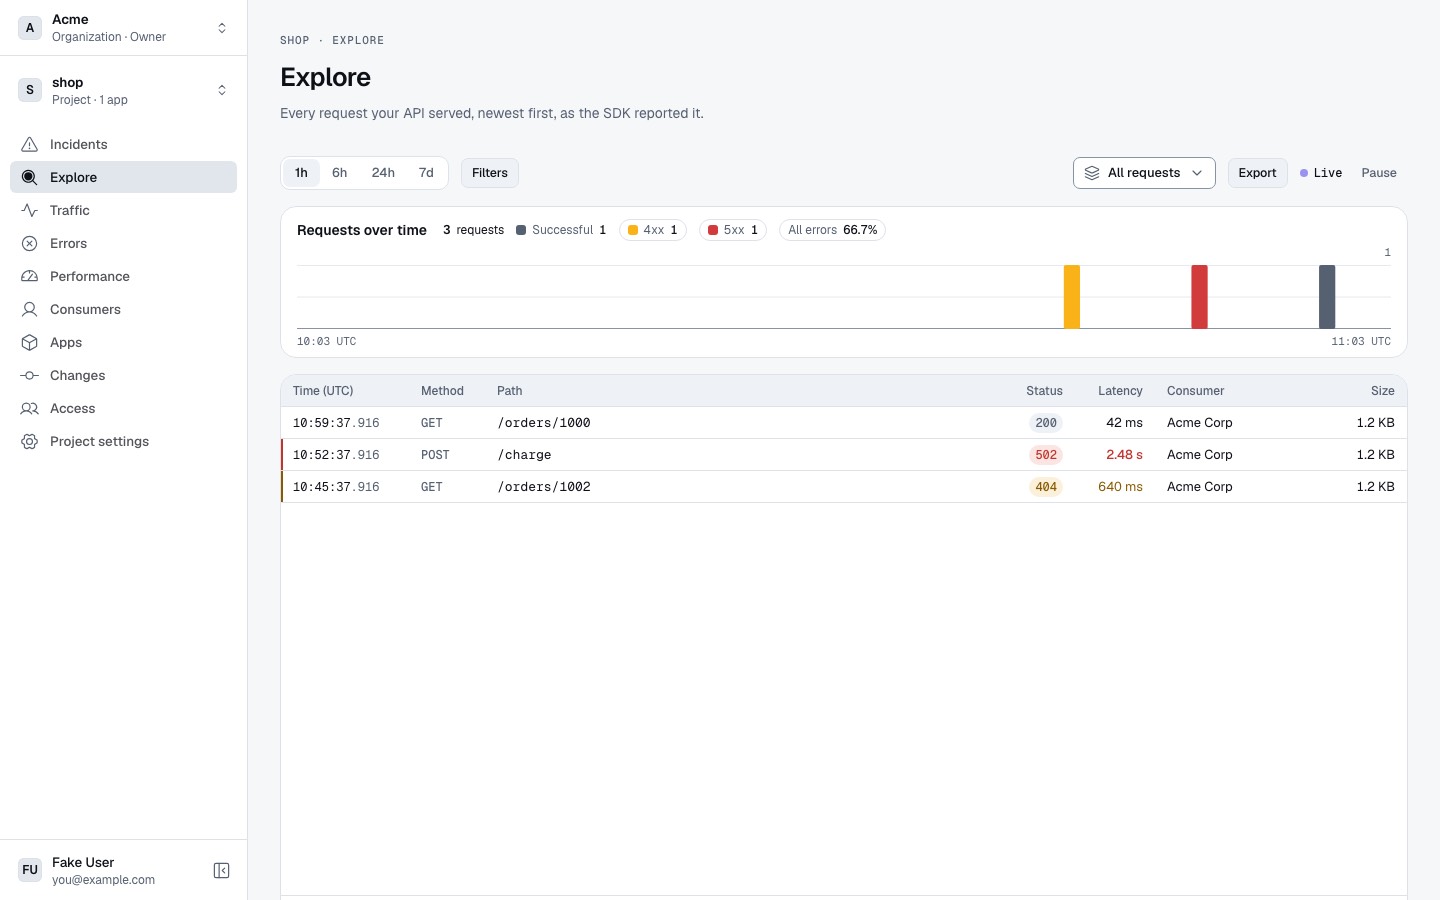 A
Acme
Organization · Owner
S
shop
Project · 1 app
Incidents
Explore
Traffic
Errors
Performance
Consumers
Apps
Changes
Access
Project settings
FU
Fake User
you@example.com
SHOP · EXPLORE
Explore
Every request your API served, newest first, as the SDK reported it.
1h 6h 24h 7d Filters All requests Export Live Pause
Requests over time 3 requests Successful 1 4xx 1 5xx 1 All errors 66.7%
1
10:03 UTC 11:03 UTC
Time (UTC) Method Path Status Latency Consumer Size
10:59:37.916 GET /orders/1000 200 42 ms Acme Corp 1.2 KB
10:52:37.916 POST /charge 502 2.48 s Acme Corp 1.2 KB
10:45:37.916 GET /orders/1002 404 640 ms Acme Corp 1.2 KB